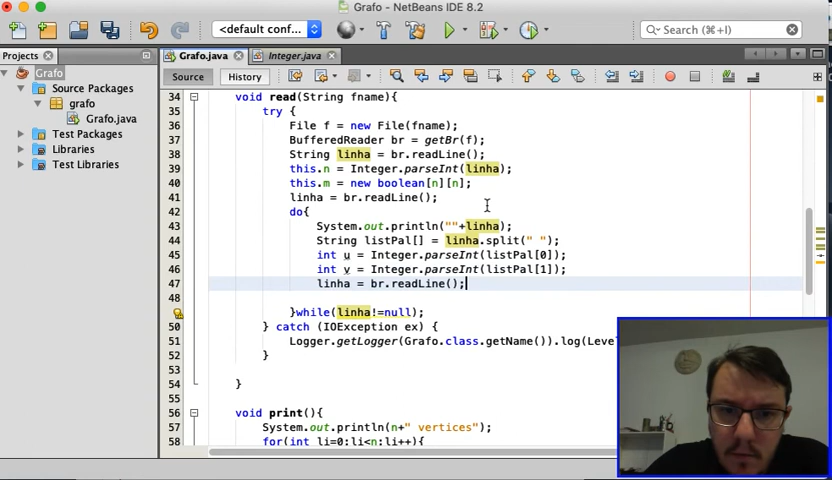 Grafo - NetBeans IDE 8.2
<default conf...
Search (⌘+I)
Projects
Grafo.java
Integer.java
Grafo
Source Packages
grafo
Grafo.java
Test Packages
Libraries
Test Libraries
Source
History
34 void read(String fname){
35 try {
36 File f = new File(fname);
37 BufferedReader br = getBr(f);
38 String linha = br.readLine();
39 this.n = Integer.parseInt(linha);
40 this.m = new boolean[n][n];
41 linha = br.readLine();
42 do{
43 System.out.println(""+linha);
44 String listPal[] = linha.split(" ");
45 int u = Integer.parseInt(listPal[0]);
46 int v = Integer.parseInt(listPal[1]);
47 linha = br.readLine();
48
}while(linha!=null);
50 } catch (IOException ex) {
51 Logger.getLogger(Grafo.class.getName()).log(Leve
52 }
53
54 }
55
56 void print(){
57 System.out.println(n+" vertices");
58 for(int li=0;li<n;li++){